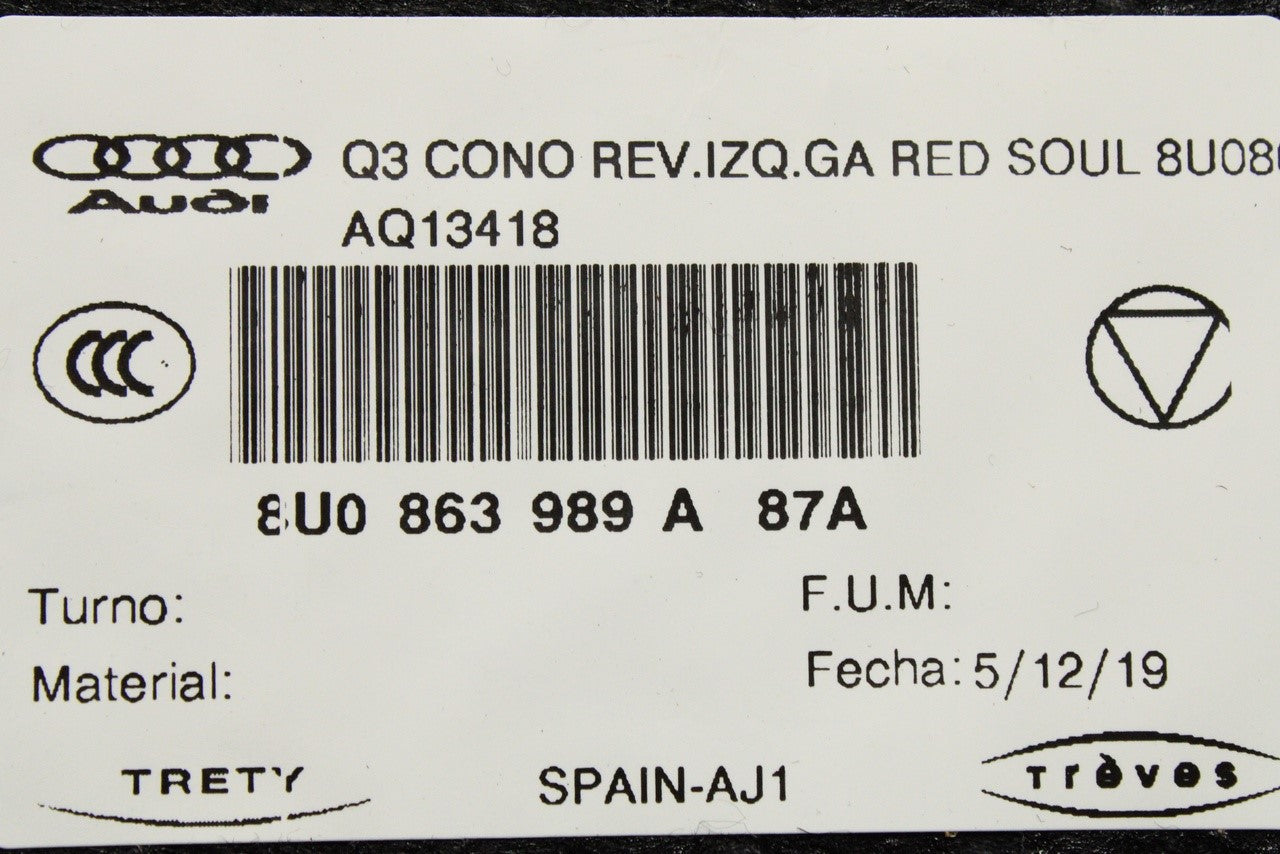 Audi
Q3 CONO REV.IZQ.GA RED SOUL 8U08
AQ13418
CCC
8U0 863 989 A 87A
Turno:
F.U.M:
Material:
Fecha: 5/12/19
TRETY
SPAIN-AJ1
Trèves